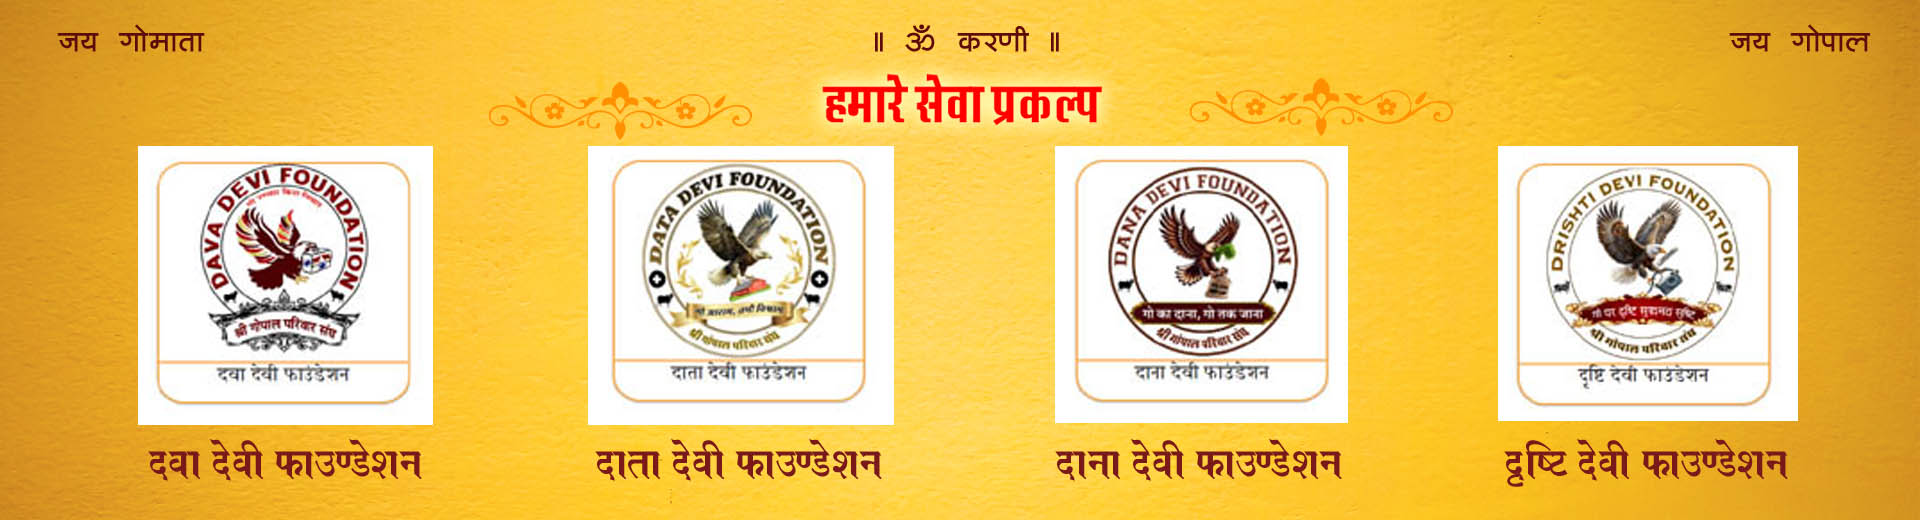 जय गोमाता
॥ ॐ करणी ॥
जय गोपाल
हमारे सेवा प्रकल्प
DAVA DEVI FOUNDATION
श्री गोपाल परिवार संघ
दवा देवी फाउंडेशन
दवा देवी फाउण्डेशन
DATA DEVI FOUNDATION
श्री गोपाल परिवार संघ
दाता देवी फाउंडेशन
दाता देवी फाउण्डेशन
DANA DEVI FOUNDATION
गो का दाना, गो तक जाना
श्री गोपाल परिवार संघ
दाना देवी फाउंडेशन
दाना देवी फाउण्डेशन
DRISHTI DEVI FOUNDATION
श्री गोपाल परिवार संघ
दृष्टि देवी फाउंडेशन
दृष्टि देवी फाउण्डेशन